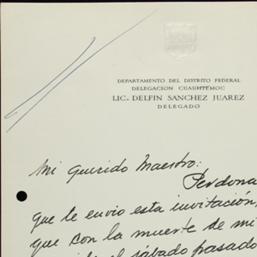 DEPARTAMENTO DEL DISTRITO FEDERAL
DELEGACION CUAUHTEMOC
LIC. DELFIN SANCHEZ JUAREZ
DELEGADO
Mi Querido Maestro:
Perdona
que le envio esta invitación,
que con la muerte de mi
sábado pasado